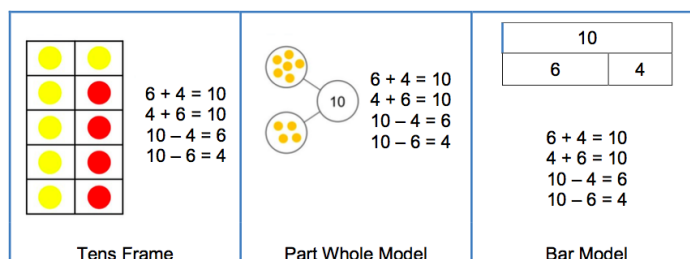 6 + 4 = 10
4 + 6 = 10
10 – 4 = 6
10 – 6 = 4
Tens Frame
10
6 + 4 = 10
4 + 6 = 10
10 – 4 = 6
10 – 6 = 4
Part Whole Model
10
6 4
6 + 4 = 10
4 + 6 = 10
10 – 4 = 6
10 – 6 = 4
Bar Model